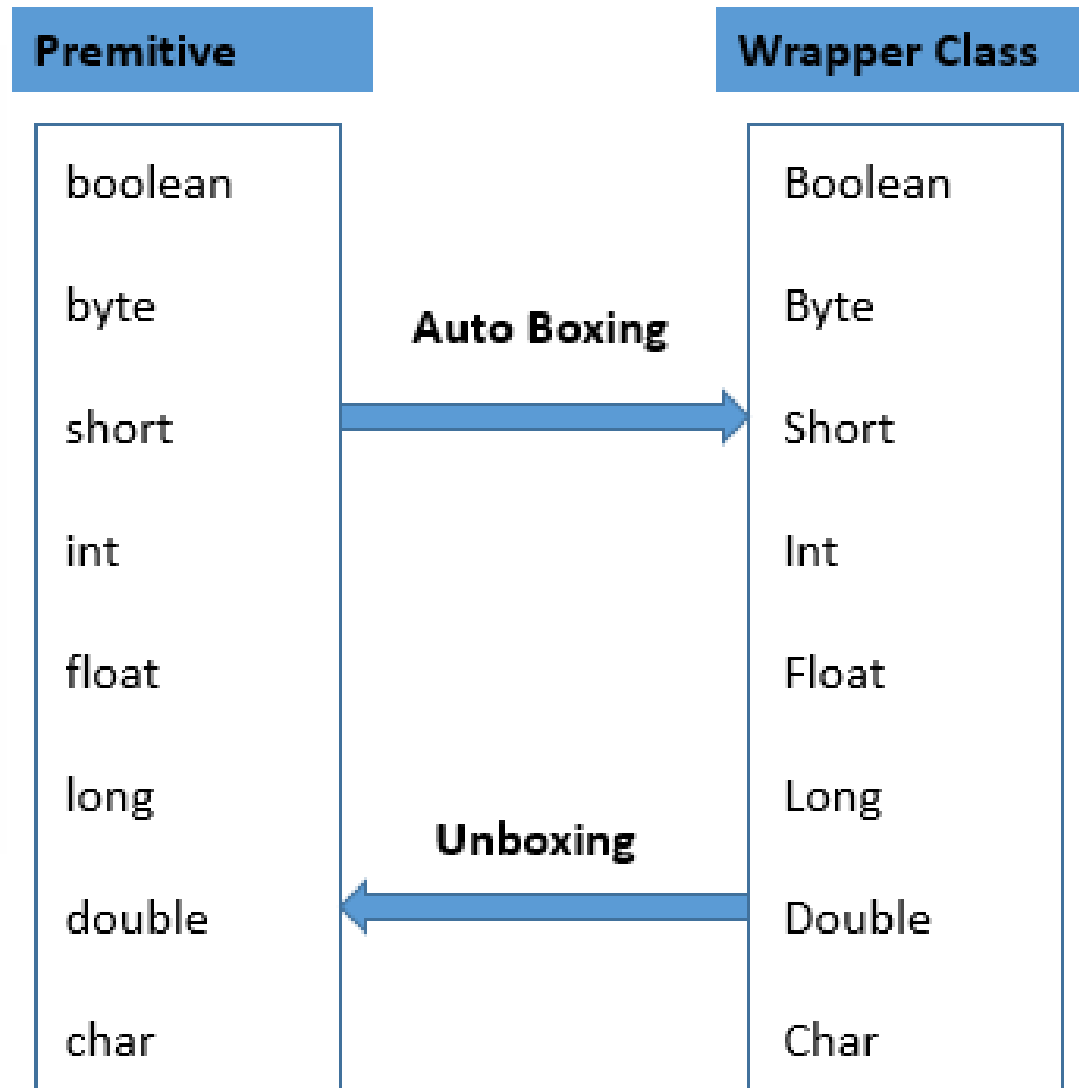 Premitive
boolean
byte
short
int
float
long
double
char
Auto Boxing
Unboxing
Wrapper Class
Boolean
Byte
Short
Int
Float
Long
Double
Char